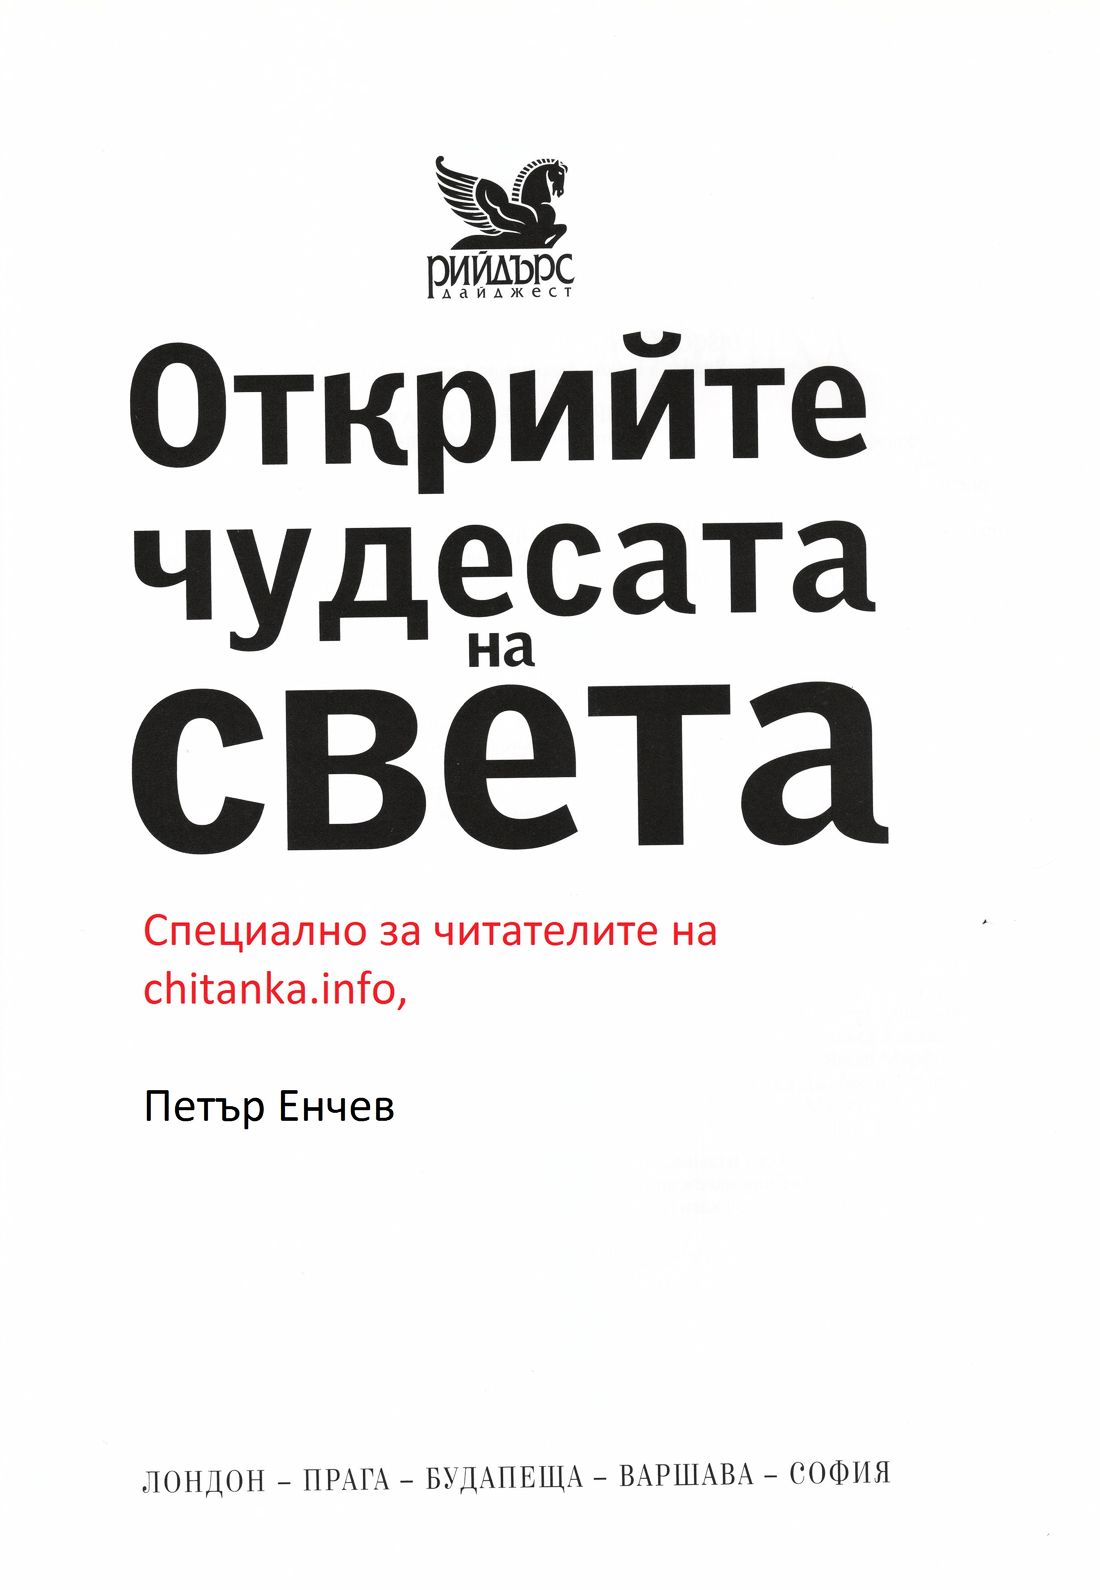 Рийдърс
дайджест
Открийте
чудесата
на
света
Специално за читателите на
chitanka.info,
Петър Енчев
ЛОНДОН – ПРАГА – БУДАПЕЩА – ВАРШАВА – СОФИЯ